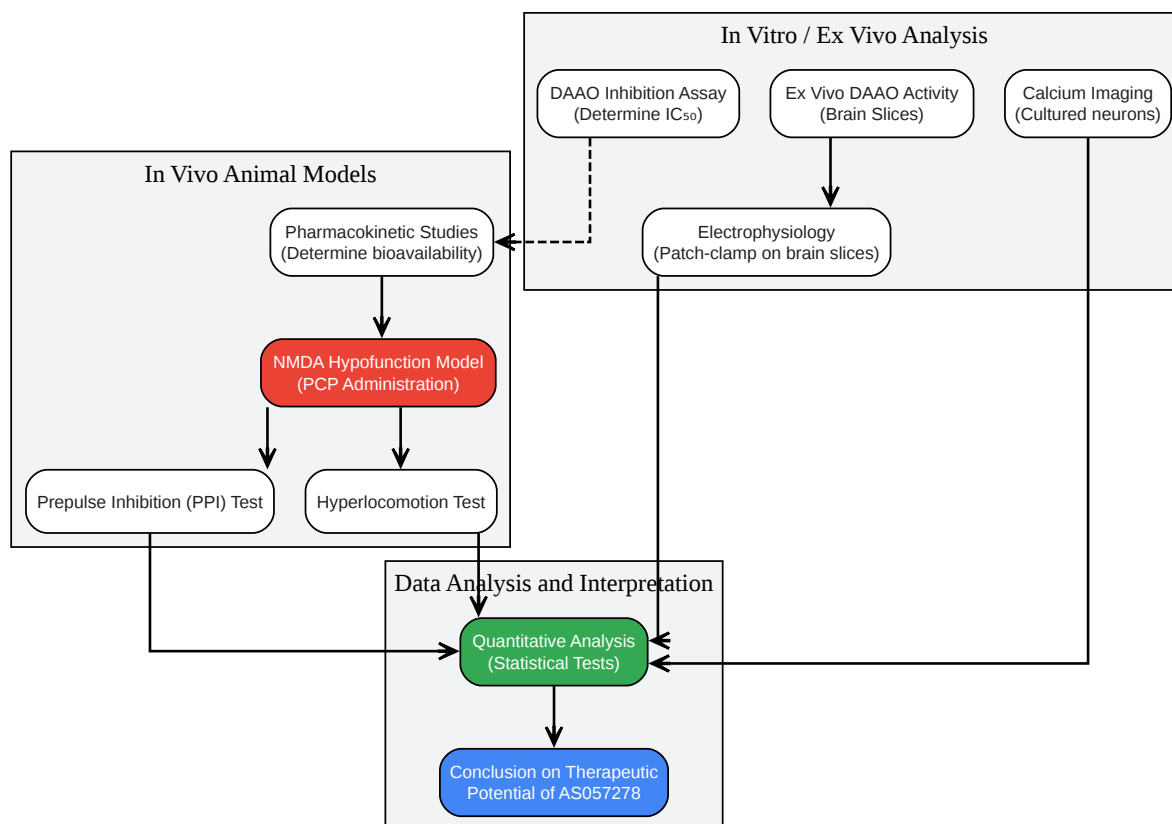 In Vitro / Ex Vivo Analysis
DAAO Inhibition Assay
(Determine IC₅₀)
Ex Vivo DAAO Activity
(Brain Slices)
Calcium Imaging
(Cultured neurons)
Electrophysiology
(Patch-clamp on brain slices)
In Vivo Animal Models
Pharmacokinetic Studies
(Determine bioavailability)
NMDA Hypofunction Model
(PCP Administration)
Prepulse Inhibition (PPI) Test
Hyperlocomotion Test
Data Analysis and Interpretation
Quantitative Analysis
(Statistical Tests)
Conclusion on Therapeutic
Potential of AS057278